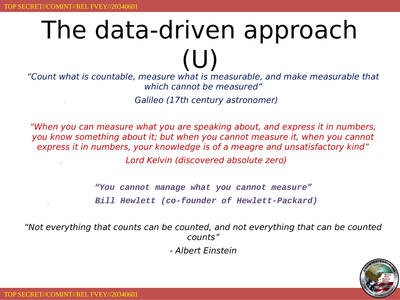 TOP SECRET//COMINT//REL FVEY//20340601
The data-driven approach
(U)
“Count what is countable, measure what is measurable, and make measurable that
which cannot be measured”
Galileo (17th century astronomer)
“When you can measure what you are speaking about, and express it in numbers,
you know something about it; but when you cannot measure it, when you cannot
express it in numbers, your knowledge is of a meagre and unsatisfactory kind”
Lord Kelvin (discovered absolute zero)
“You cannot manage what you cannot measure”
Bill Hewlett (co-founder of Hewlett-Packard)
“Not everything that counts can be counted, and not everything that can be counted
counts”
- Albert Einstein
TOP SECRET//COMINT//REL FVEY//20340601